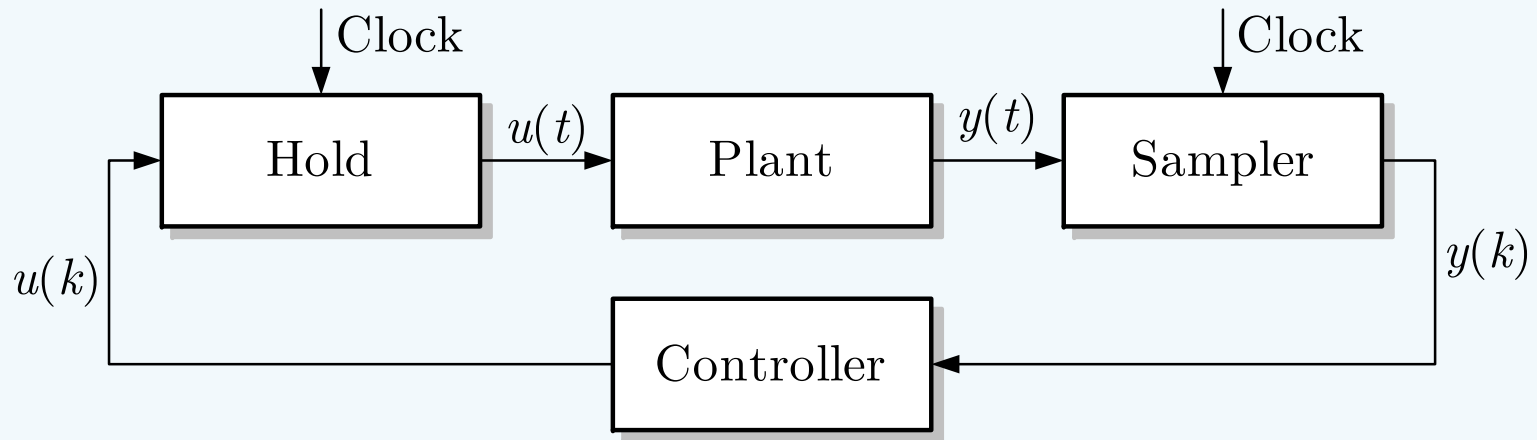 Clock
Clock
u(t)
y(t)
Hold
Plant
Sampler
u(k)
y(k)
Controller